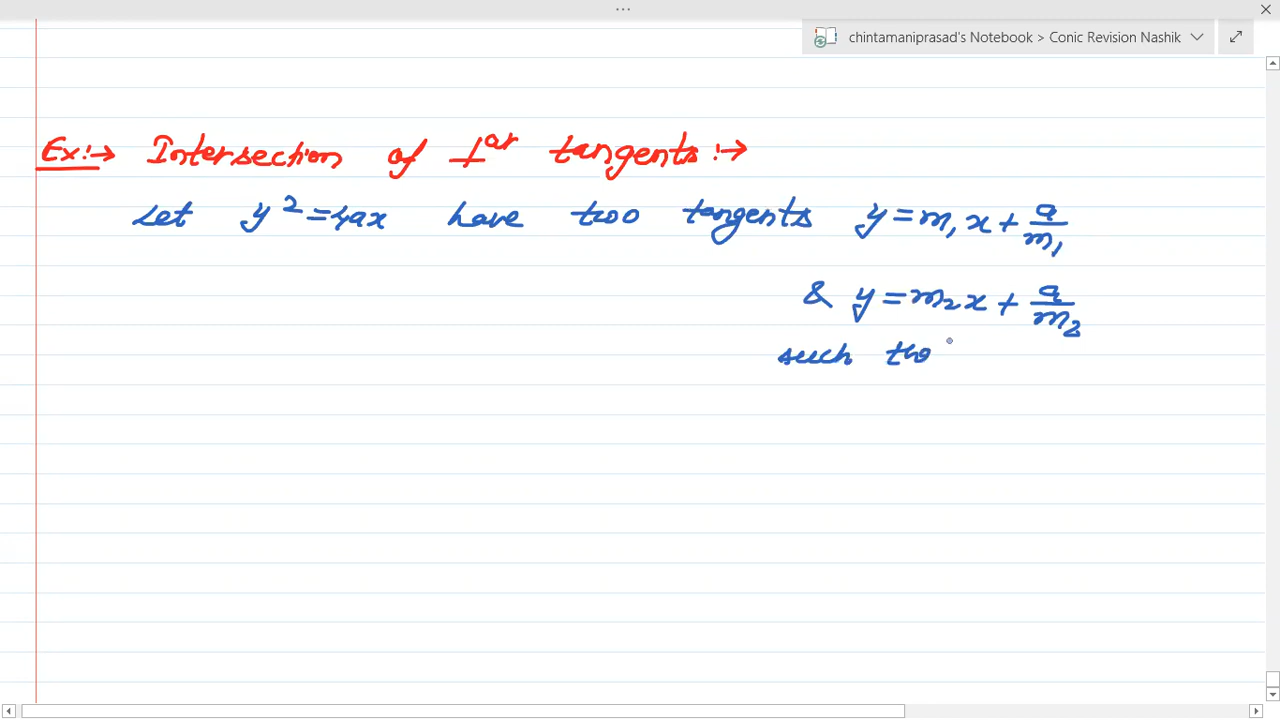 ...
chintamaniprasad's Notebook > Conic Revision Nashik
Ex:→ Intersection of ⊥ar tangents :→
Let y² = 4ax have two tangents y = m₁x + a/m₁
& y = m₂x + a/m₂
such tha